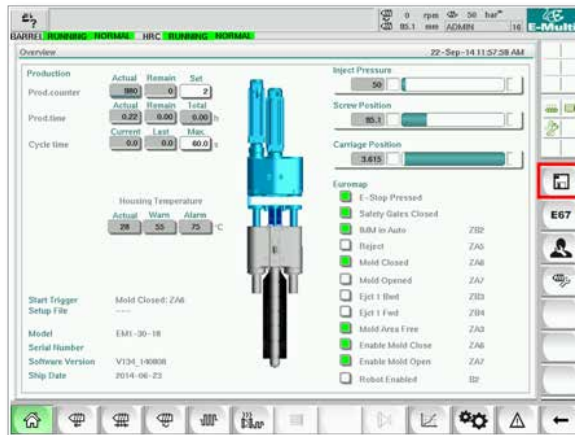 0 rpm 50 bar"
85.1 mm ADMIN 16 E-Multi
BARREL RUNNING NORMAL HRC RUNNING NORMAL
Overview 22-Sep-14 11:57:58 AM
Production Actual Remain Set
Prod.counter 980 0 2
Actual Remain Total
Prod.time 0.22 0.00 0.00 h
Current Last Max.
Cycle time 0.0 0.0 60.0 s
Housing Temperature
Actual Warn Alarm
28 55 75 °C
Start Trigger Mold Closed: ZA6
Setup File ---
Model EM1-30-18
Serial Number
Software Version V134_140808
Ship Date 2014-06-23
Inject Pressure
50
Screw Position
85.1
Carriage Position
3.615
Euromap
E-Stop Pressed
Safety Gates Closed
IMM in Auto ZB2
Reject ZA5
Mold Closed ZA6
Mold Opened ZA7
Ejct 1 Bwd ZB3
Ejct 1 Fwd ZB4
Mold Area Free ZA3
Enable Mold Close ZA6
Enable Mold Open ZA7
Robot Enabled B2
E67